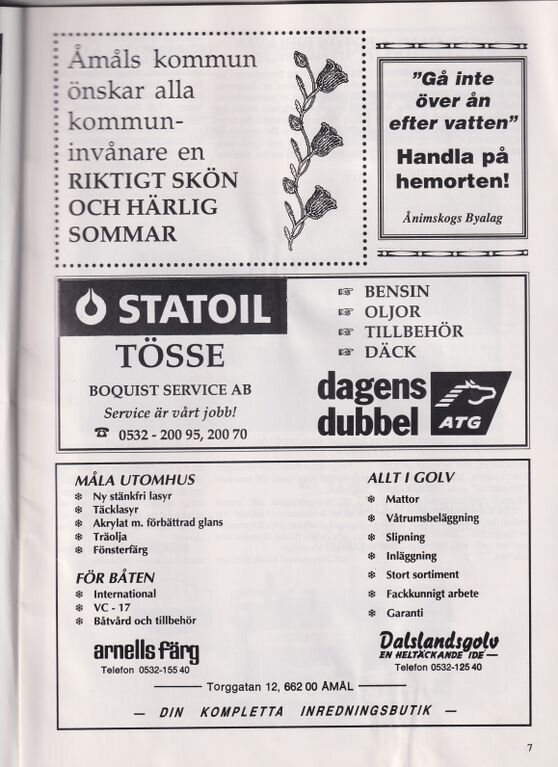 Åmåls kommun
önskar alla
kommun-
invånare en
RIKTIGT SKÖN
OCH HÄRLIG
SOMMAR
"Gå inte
över ån
efter vatten"
Handla på
hemorten!
Ånimskogs Byalag
STATOIL
TÖSSE
BOQUIST SERVICE AB
Service är vårt jobb!
☎ 0532 - 200 95, 200 70
☞ BENSIN
☞ OLJOR
☞ TILLBEHÖR
☞ DÄCK
dagens
dubbel
ATG
MÅLA UTOMHUS
❄ Ny stänkfri lasyr
❄ Täcklasyr
❄ Akrylat m. förbättrad glans
❄ Träolja
❄ Fönsterfärg
FÖR BÅTEN
❄ International
❄ VC - 17
❄ Båtvård och tillbehör
arnells färg
Telefon 0532-155 40
ALLT I GOLV
❄ Mattor
❄ Våtrumsbeläggning
❄ Slipning
❄ Inläggning
❄ Stort sortiment
❄ Fackkunnigt arbete
❄ Garanti
Dalslandsgolv
EN HELTÄCKANDE IDE —
Telefon 0532-125 40
Torggatan 12, 662 00 ÅMÅL
— DIN KOMPLETTA INREDNINGSBUTIK —
7